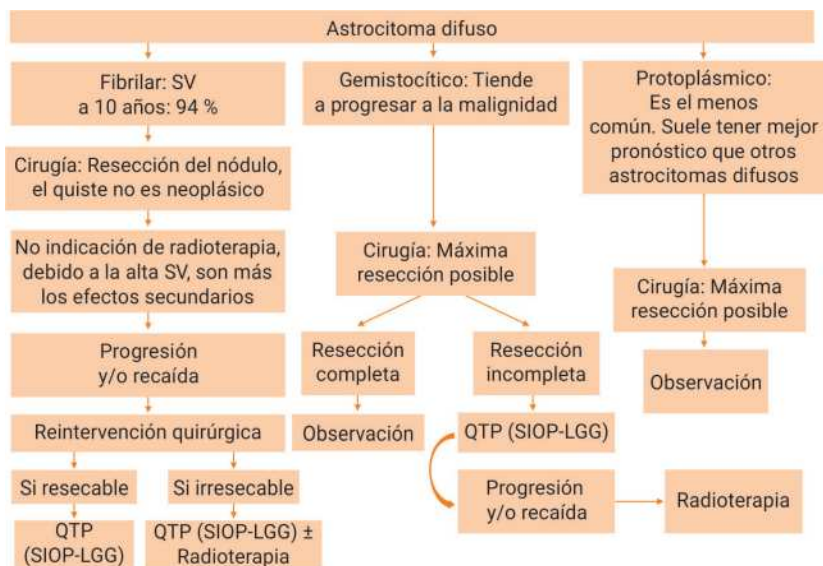 Astrocitoma difuso
Fibrilar: SV
a 10 años: 94 %
Cirugía: Resección del nódulo,
el quiste no es neoplásico
No indicación de radioterapia,
debido a la alta SV, son más
los efectos secundarios
Progresión
y/o recaída
Reintervención quirúrgica
Si resecable
Si irresecable
QTP
(SIOP-LGG)
QTP (SIOP-LGG) ±
Radioterapia
Gemistocítico: Tiende
a progresar a la malignidad
Cirugía: Máxima
resección posible
Resección
completa
Observación
Resección
incompleta
QTP (SIOP-LGG)
Progresión
y/o recaída
Radioterapia
Protoplásmico:
Es el menos
común. Suele tener mejor
pronóstico que otros
astrocitomas difusos
Cirugía: Máxima
resección posible
Observación